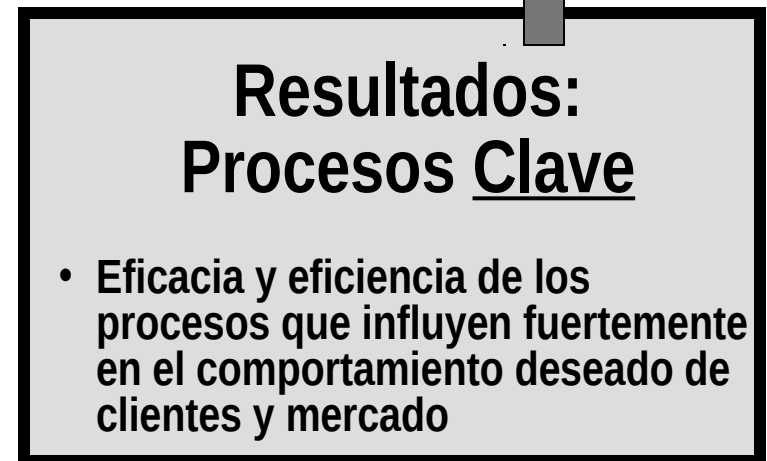 Resultados:
Procesos Clave
• Eficacia y eficiencia de los
procesos que influyen fuertemente
en el comportamiento deseado de
clientes y mercado